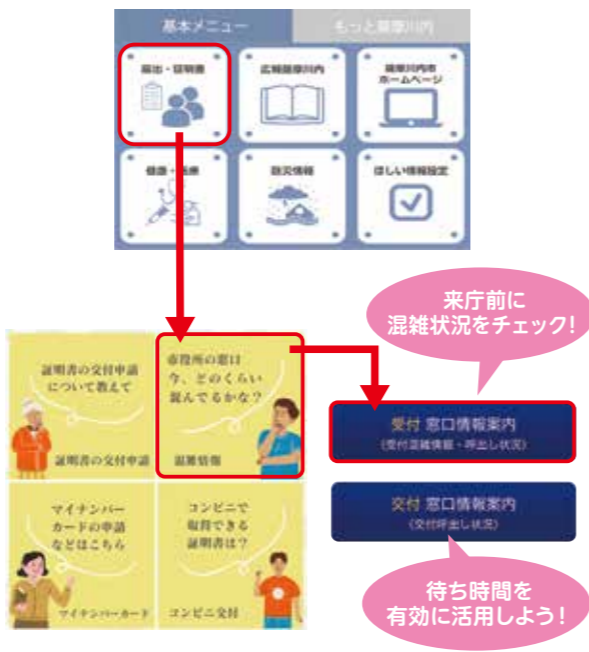 基本メニュー
もっと薩摩川内
届出・証明書
広報薩摩川内
薩摩川内市
ホームページ
健康・医療
防災情報
ほしい情報設定
来庁前に
混雑状況をチェック!
証明書の交付申請
について教えて
証明書の交付申請
市役所の窓口
今、どのくらい
混んでるかな?
混雑情報
受付 窓口情報案内
(受付混雑情報・呼出し状況)
マイナンバー
カードの申請
などはこちら
マイナンバーカード
コンビニで
取得できる
証明書は?
コンビニ交付
交付 窓口情報案内
(交付呼出し状況)
待ち時間を
有効に活用しよう!